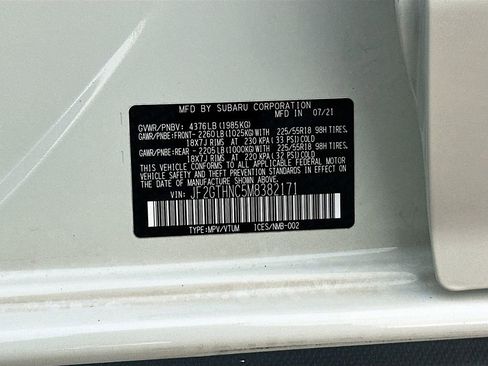 MFD BY SUBARU CORPORATION
MFD IN 07/21
GVWR/PNBV: 4376LB(1985KG)
GAWR/PNBE:FRONT- 2260LB(1025KG)WITH 225/55R18 98H TIRES.
18X7J RIMS AT 230 KPA (33 PSI) COLD
GAWR/PNBE:REAR - 2205LB(1000KG)WITH 225/55R18 98H TIRES.
18X7J RIMS AT 220 KPA (32 PSI) COLD
THIS VEHICLE CONFORMS TO ALL APPLICABLE FEDERAL MOTOR
VEHICLE SAFETY, BUMPER, AND THEFT PREVENTION STANDARDS IN EFFECT
ON THE DATE OF MANUFACTURE SHOWN ABOVE.
VIN: JF2GTHNC5M8382171
TYPE:MPV/VTUM ICES/NMB-002